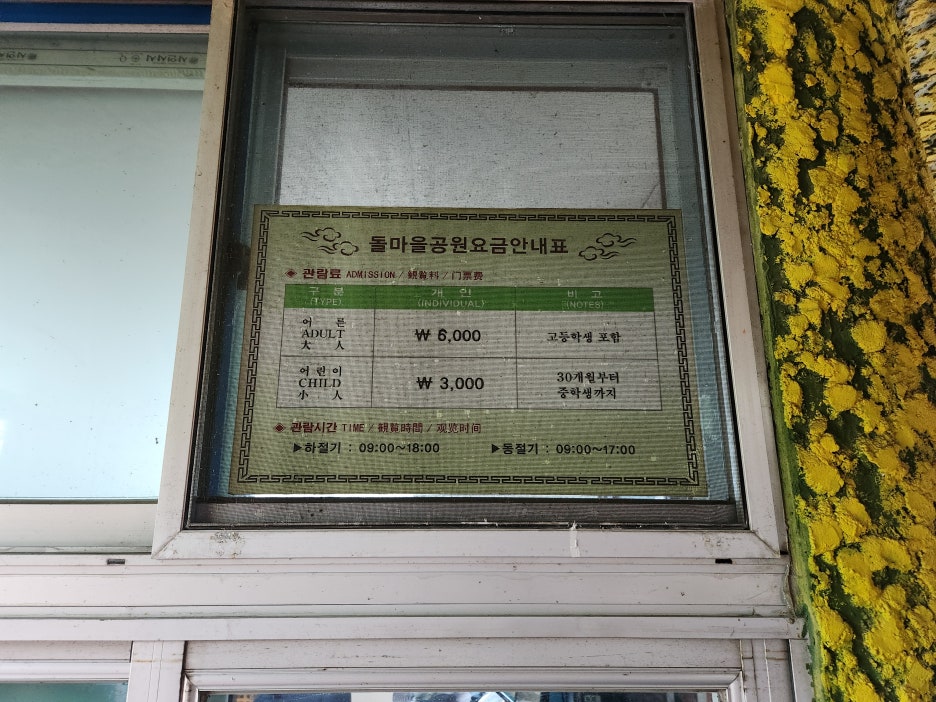 돌마을공원요금안내표
◈ 관람료 ADMISSION / 観覧料 / 门票费
구 분 개 인 비 고
(TYPE) (INDIVIDUAL) (NOTES)
어 른
ADULT
大 人
₩ 6,000
고등학생 포함
어 린 이
CHILD
小 人
₩ 3,000
30개월부터
중학생까지
◈ 관람시간 TIME / 観覧時間 / 观览时间
▶하절기 : 09:00~18:00 ▶동절기 : 09:00~17:00